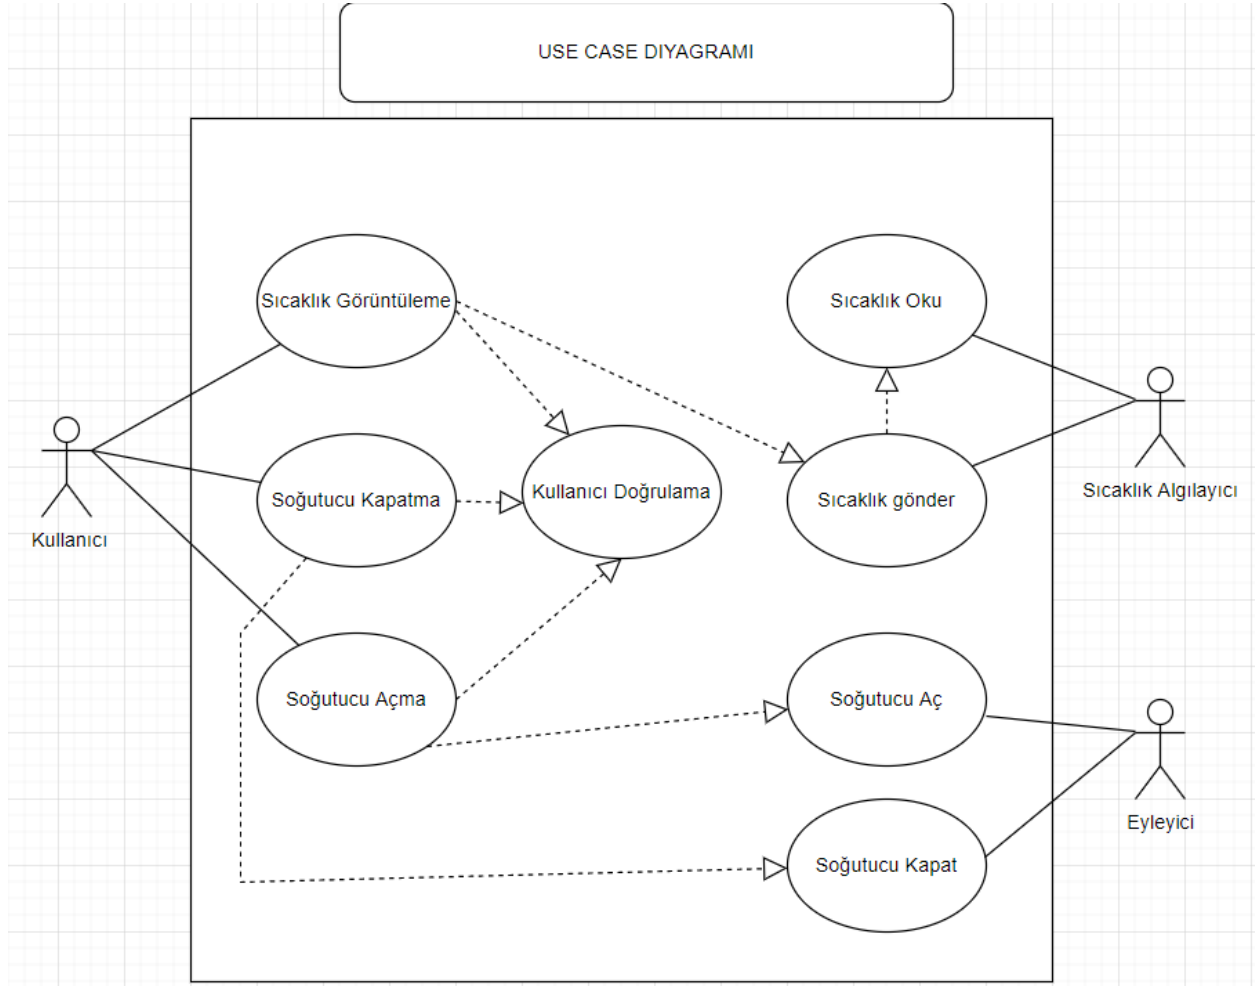 USE CASE DIYAGRAMI
Sıcaklık Görüntüleme
Sıcaklık Oku
Kullanıcı Doğrulama
Soğutucu Kapatma
Sıcaklık gönder
Sıcaklık Algılayıcı
Kullanıcı
Soğutucu Açma
Soğutucu Aç
Eyleyici
Soğutucu Kapat